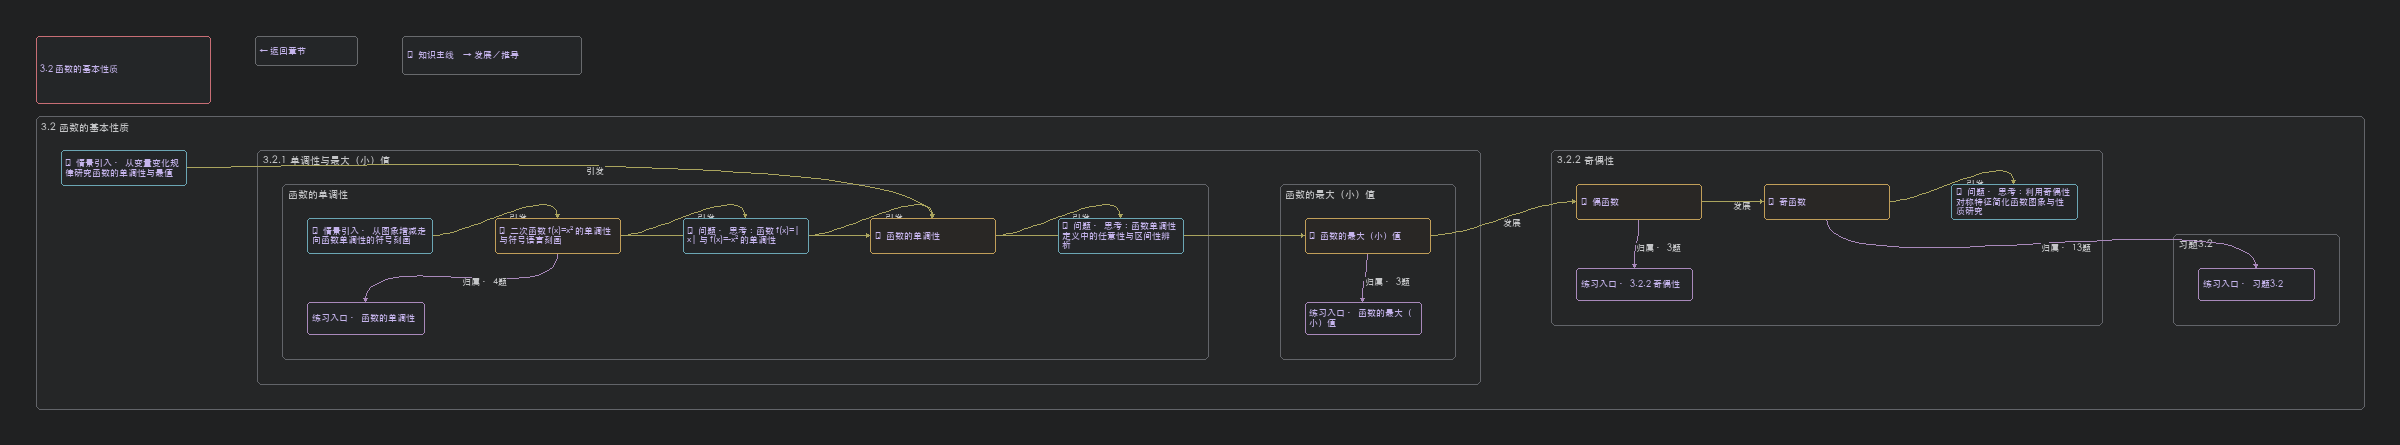 3.2 函数的基本性质
← 返回章节
知识主线 → 发展／推导
3.2 函数的基本性质
情景引入 · 从变量变化规
律研究函数的单调性与最值
引发
3.2.1 单调性与最大（小）值
函数的单调性
情景引入 · 从图象增减走
向函数单调性的符号刻画
引发
二次函数 f(x)=x² 的单调性
与符号语言刻画
引发
问题 · 思考：函数 f(x)=|
x| 与 f(x)=-x² 的单调性
引发
函数的单调性
引发
问题 · 思考：函数单调性
定义中的任意性与区间性辨
析
归属 · 4题
练习入口 · 函数的单调性
函数的最大（小）值
函数的最大（小）值
归属 · 3题
练习入口 · 函数的最大（
小）值
发展
3.2.2 奇偶性
偶函数
发展
奇函数
引发
问题 · 思考：利用奇偶性
对称特征简化函数图象与性
质研究
归属 · 3题
练习入口 · 3.2.2 奇偶性
归属 · 13题
习题3.2
练习入口 · 习题3.2